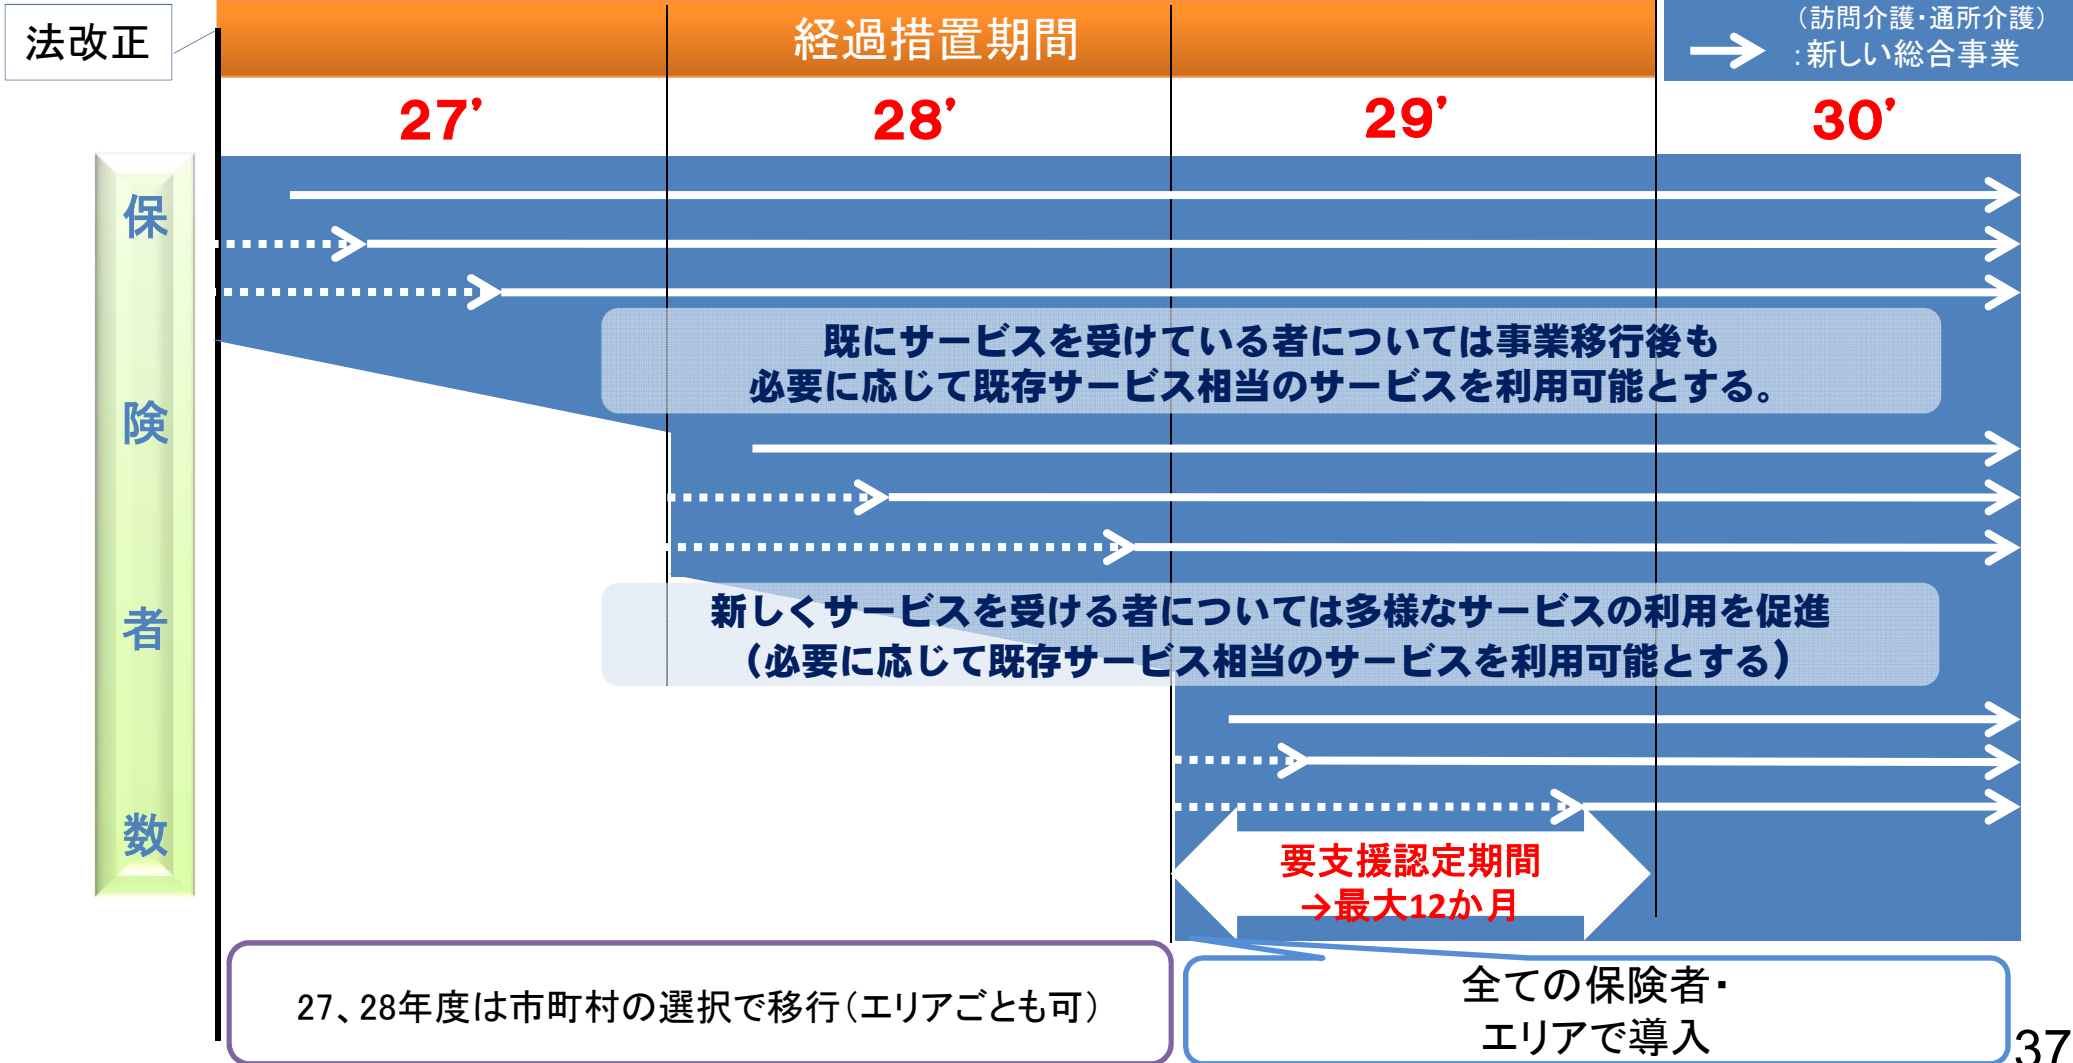 法改正
経過措置期間
（訪問介護・通所介護）
：新しい総合事業
27’
28’
29’
30’
保
険
者
数
既にサービスを受けている者については事業移行後も
必要に応じて既存サービス相当のサービスを利用可能とする。
新しくサービスを受ける者については多様なサービスの利用を促進
（必要に応じて既存サービス相当のサービスを利用可能とする）
要支援認定期間
→最大12か月
27、28年度は市町村の選択で移行（エリアごとも可）
全ての保険者・
エリアで導入
37